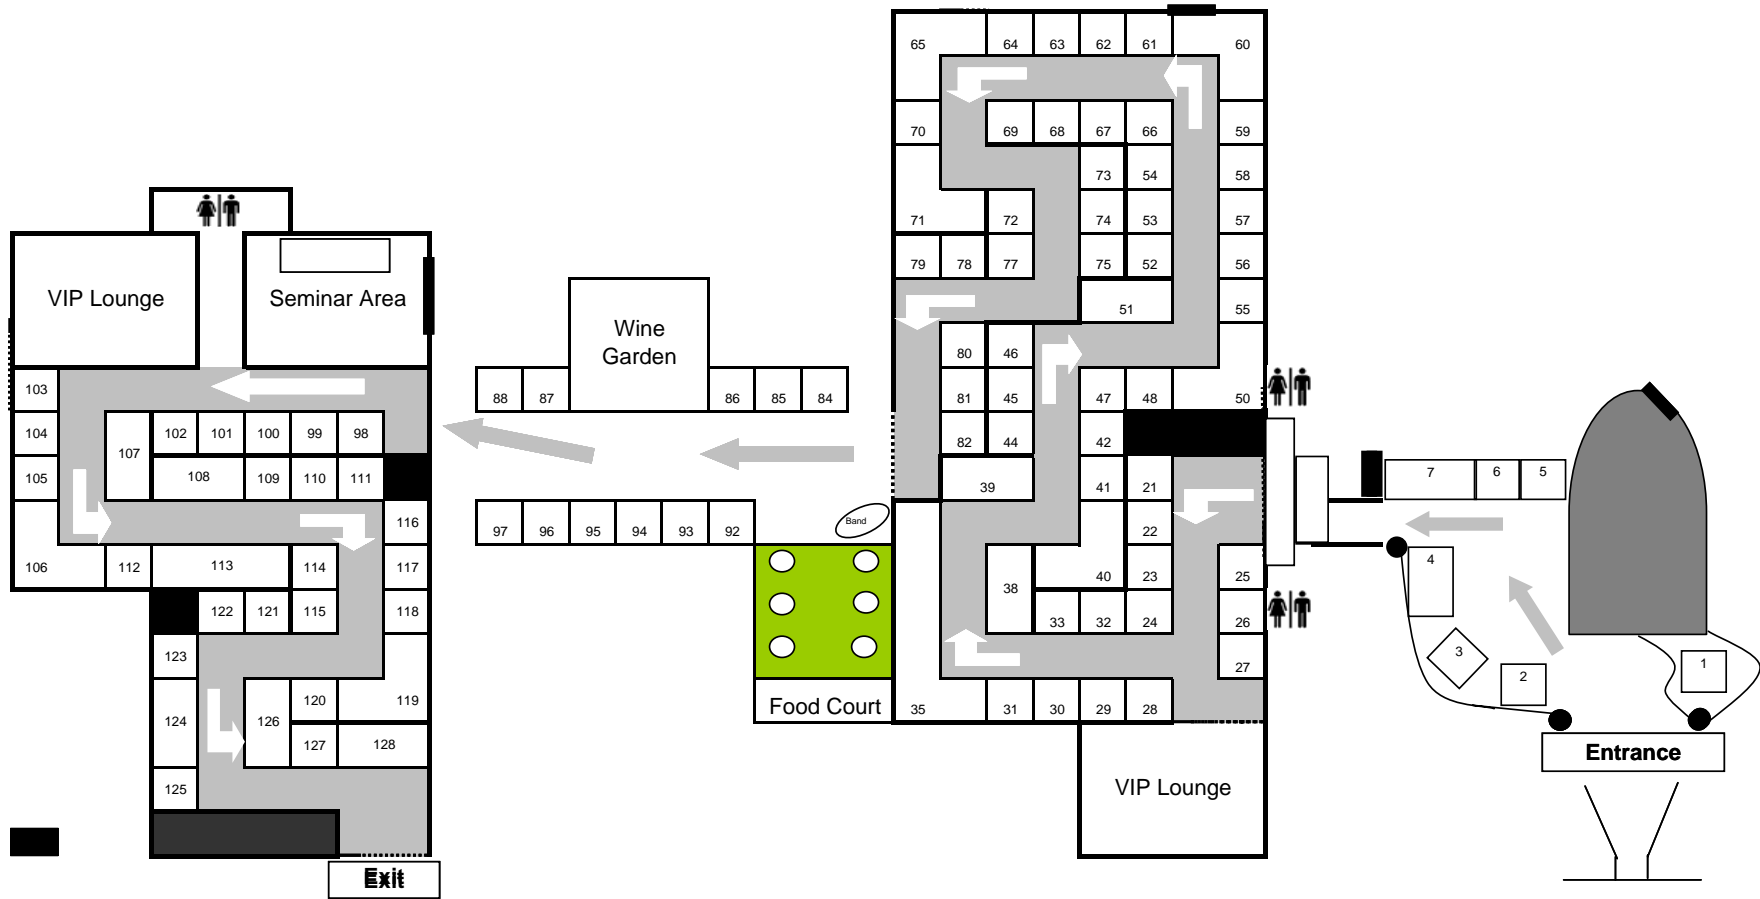 65 64 63 62 61 60
70 69 68 67 66 59
73 54 58
71 72 74 53 57
79 78 77 75 52 56
51 55
80 46
81 45 47 48 50
82 44 42
39 41 21
22
38 40 23 25
33 32 24 26
27
35 31 30 29 28
VIP Lounge
VIP Lounge
Seminar Area
103
104 102 101 100 99 98
107
105 108 109 110 111
116
106 112 113 114 117
122 121 115 118
123
124 126 120 119
127 128
125
Exit
Wine
Garden
88 87 86 85 84
97 96 95 94 93 92
Band
Food Court
7 6 5
4
3
2
1
Entrance